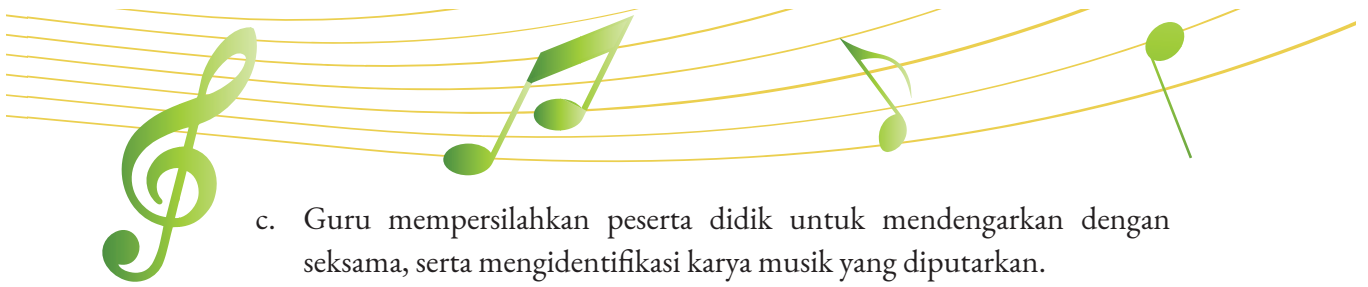 c. Guru mempersilahkan peserta didik untuk mendengarkan dengan
seksama, serta mengidentifikasi karya musik yang diputarkan.